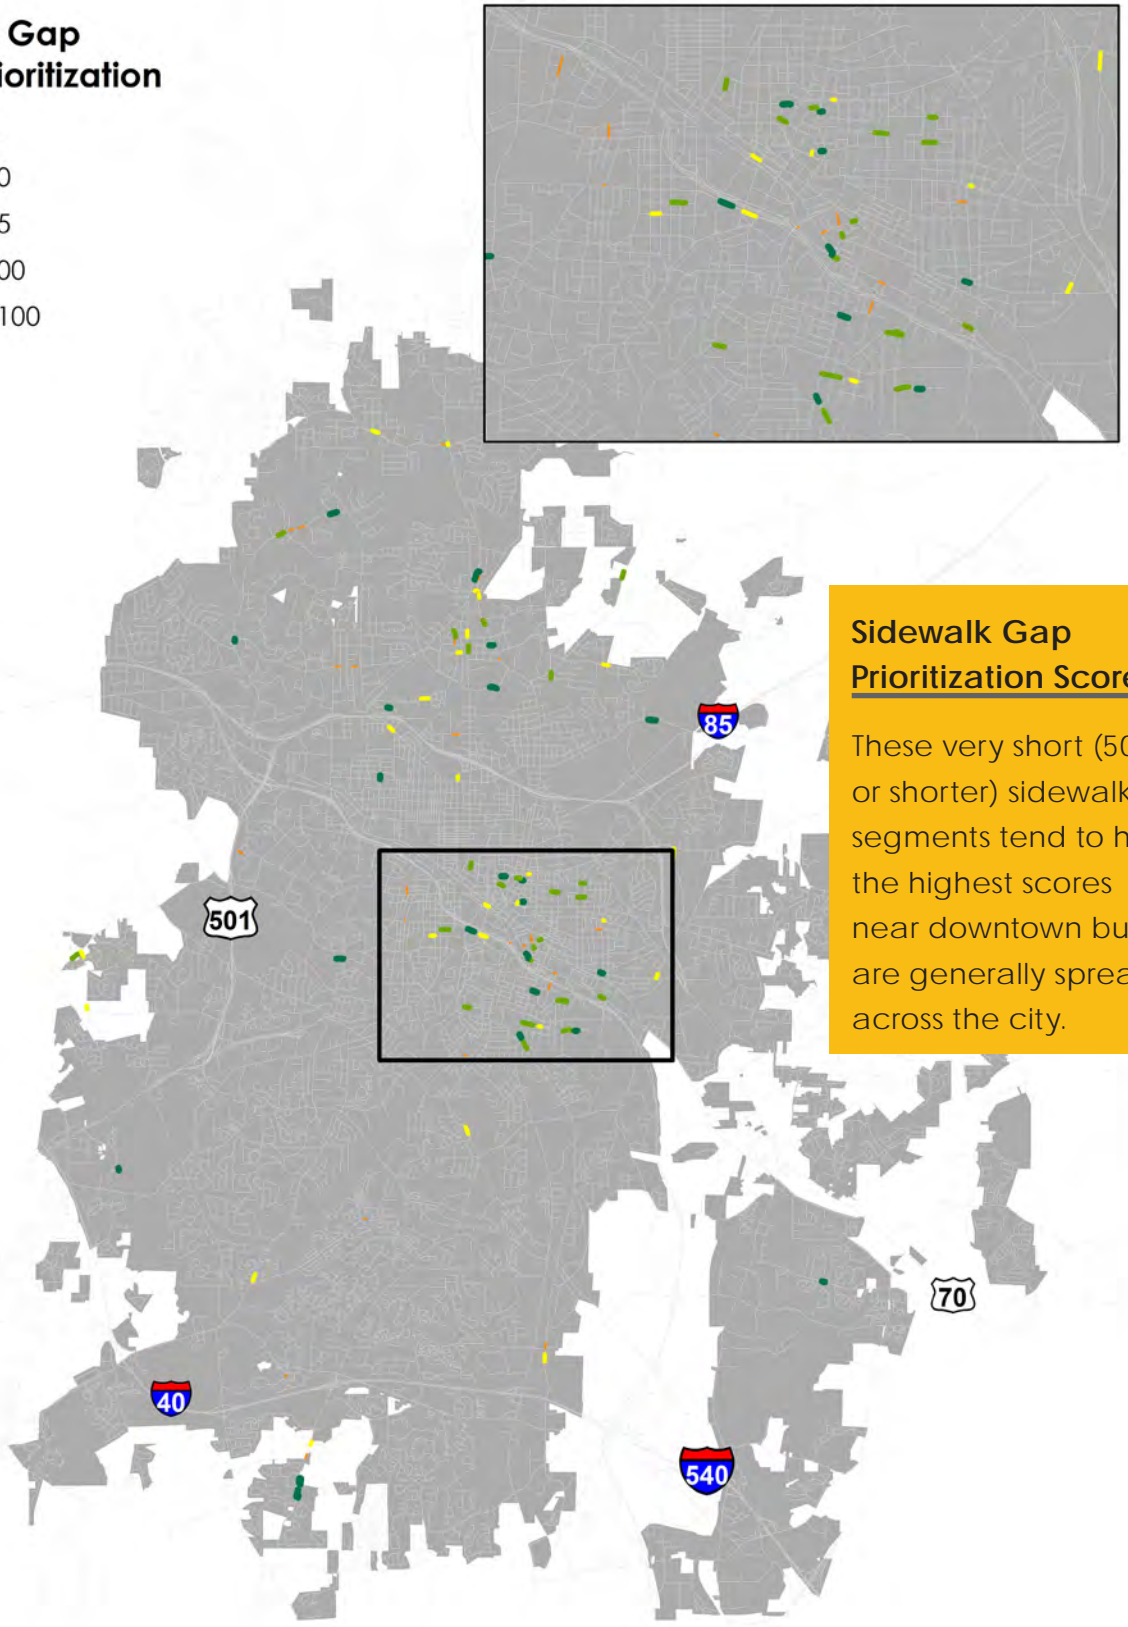 Gap
ioritization
0
5
00
100
85
Sidewalk Gap
Prioritization Score
These very short (50
or shorter) sidewalk
segments tend to h
the highest scores
near downtown bu
are generally sprea
across the city.
501
70
40
540